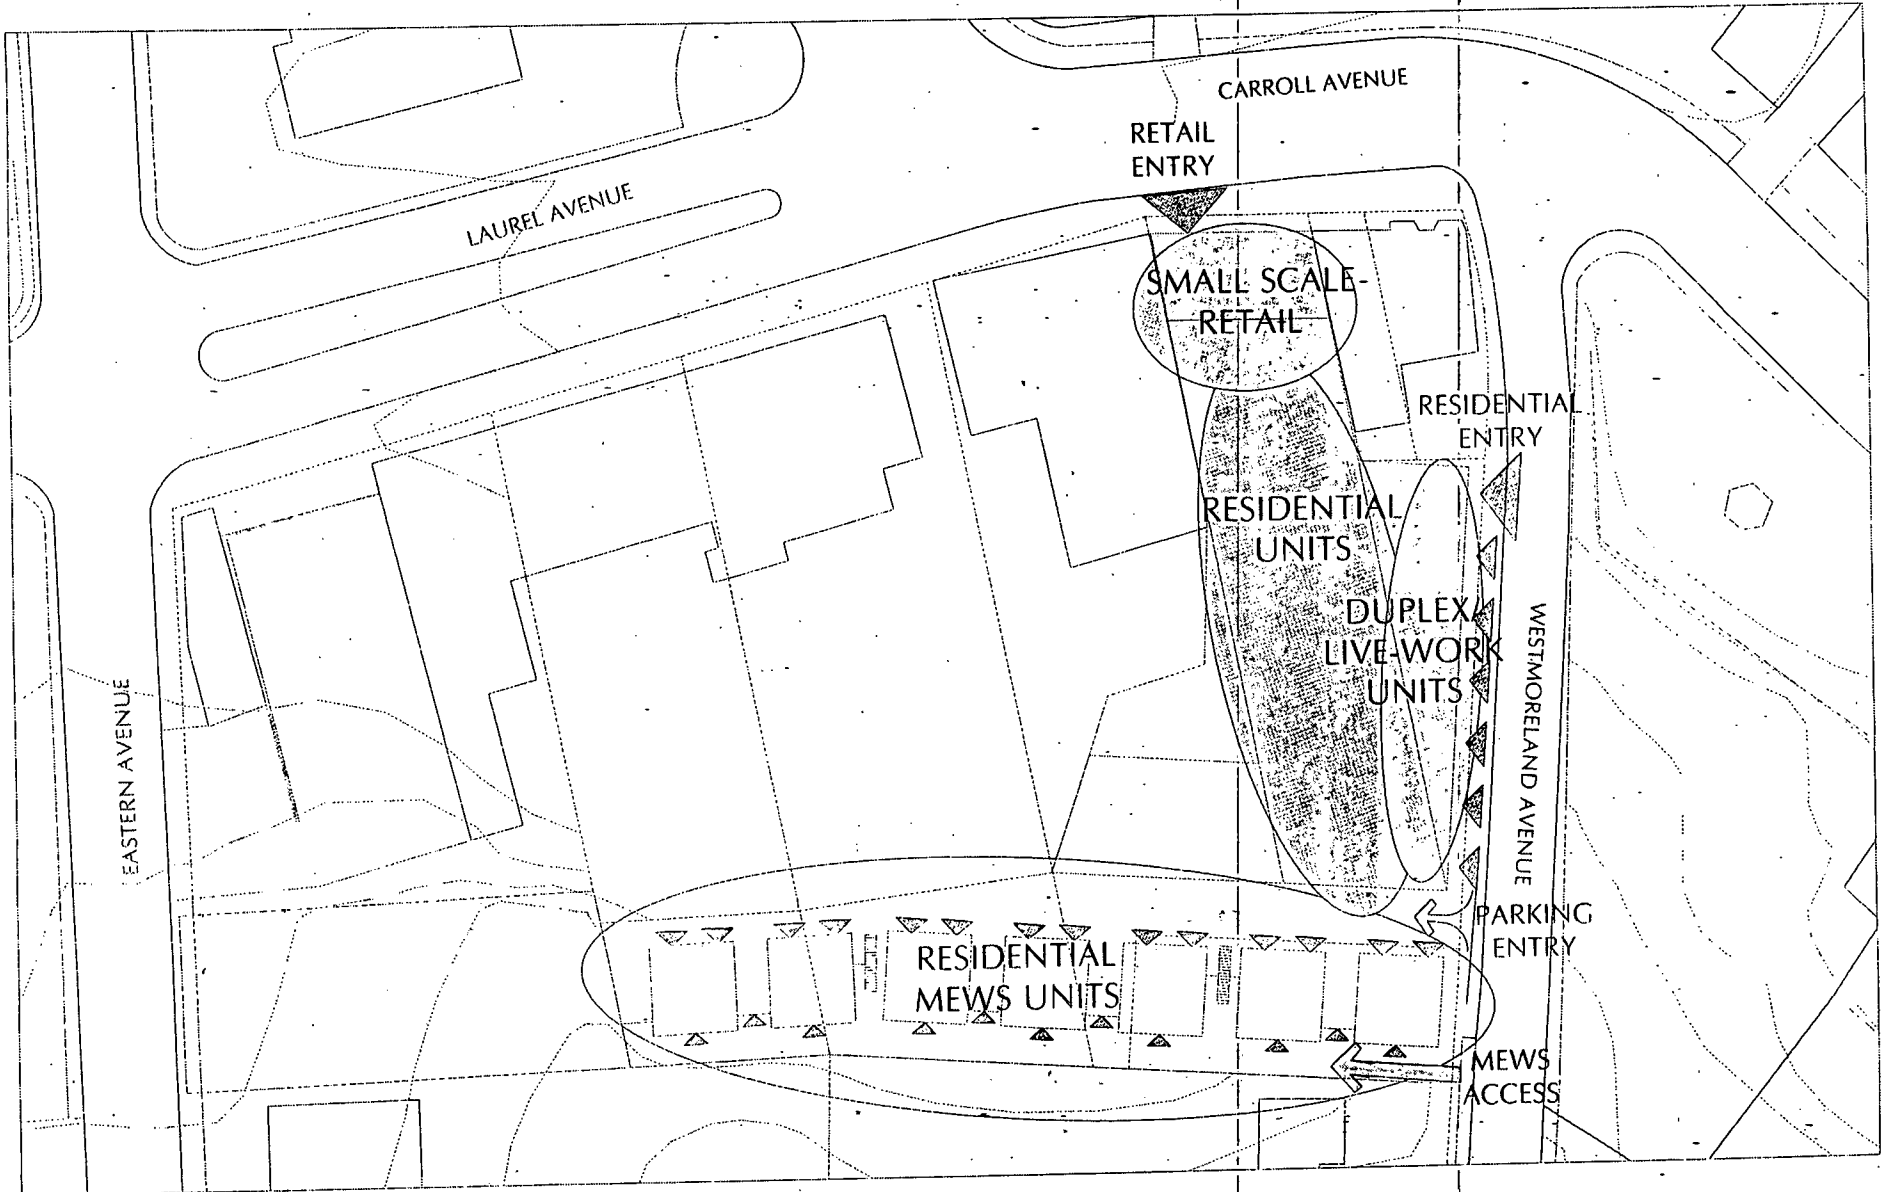 CARROLL AVENUE
RETAIL
ENTRY
LAUREL AVENUE
SMALL SCALE-
RETAIL
RESIDENTIAL
ENTRY
RESIDENTIAL
UNITS
DUPLEX/
LIVE-WORK
UNITS
WESTMORELAND AVENUE
EASTERN AVENUE
PARKING
ENTRY
RESIDENTIAL
MEWS UNITS
MEWS
ACCESS